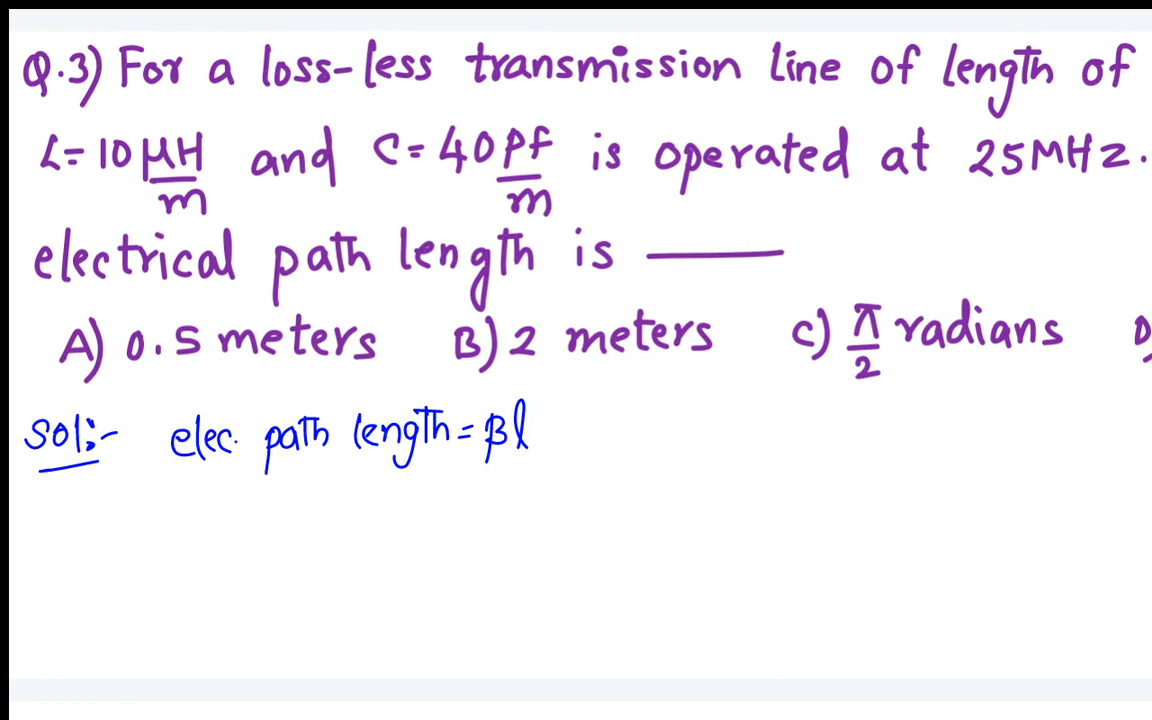 Q.3) For a loss-less transmission line of length of
L=10 μH/m and C=40 Pf/m is operated at 25MHz.
electrical path length is ———
A) 0.5 meters B) 2 meters C) π/2 radians D)
Sol:- elec. path length = βl